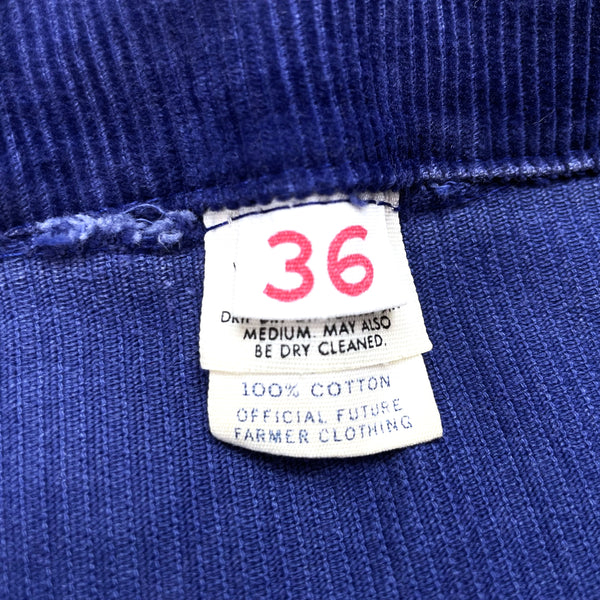 36
MEDIUM. MAY ALSO
BE DRY CLEANED.
100% COTTON
OFFICIAL FUTURE
FARMER CLOTHING